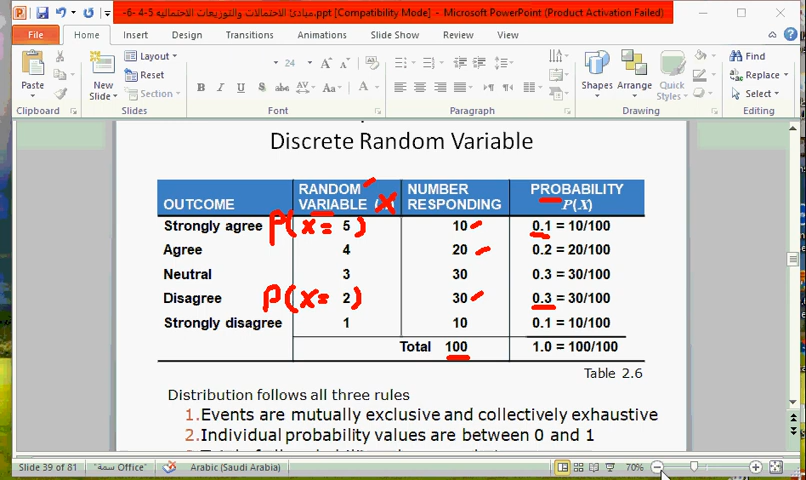 مبادئ الاحتمالات والتوزيعات الاحتماليه 5-4 -6-.ppt [Compatibility Mode] - Microsoft PowerPoint (Product Activation Failed)
File Home Insert Transitions Animations Slide Show Review View
Paste
Clipboard
New Slide
Layout
Reset
Section
Slides
24
Font
Paragraph
Shapes Arrange Quick Styles
Drawing
Find
Replace
Select
Editing
Discrete Random Variable
OUTCOME RANDOM VARIABLE X NUMBER RESPONDING PROBABILITY P(X)
Strongly agree P(X= 5) 10 0.1 = 10/100
Agree 4 20 0.2 = 20/100
Neutral 3 30 0.3 = 30/100
Disagree P(X= 2) 30 0.3 = 30/100
Strongly disagree 1 10 0.1 = 10/100
Total 100 1.0 = 100/100
Table 2.6
Distribution follows all three rules
1.Events are mutually exclusive and collectively exhaustive
2.Individual probability values are between 0 and 1
Slide 39 of 81 "سمة Office" Arabic (Saudi Arabia) 70%